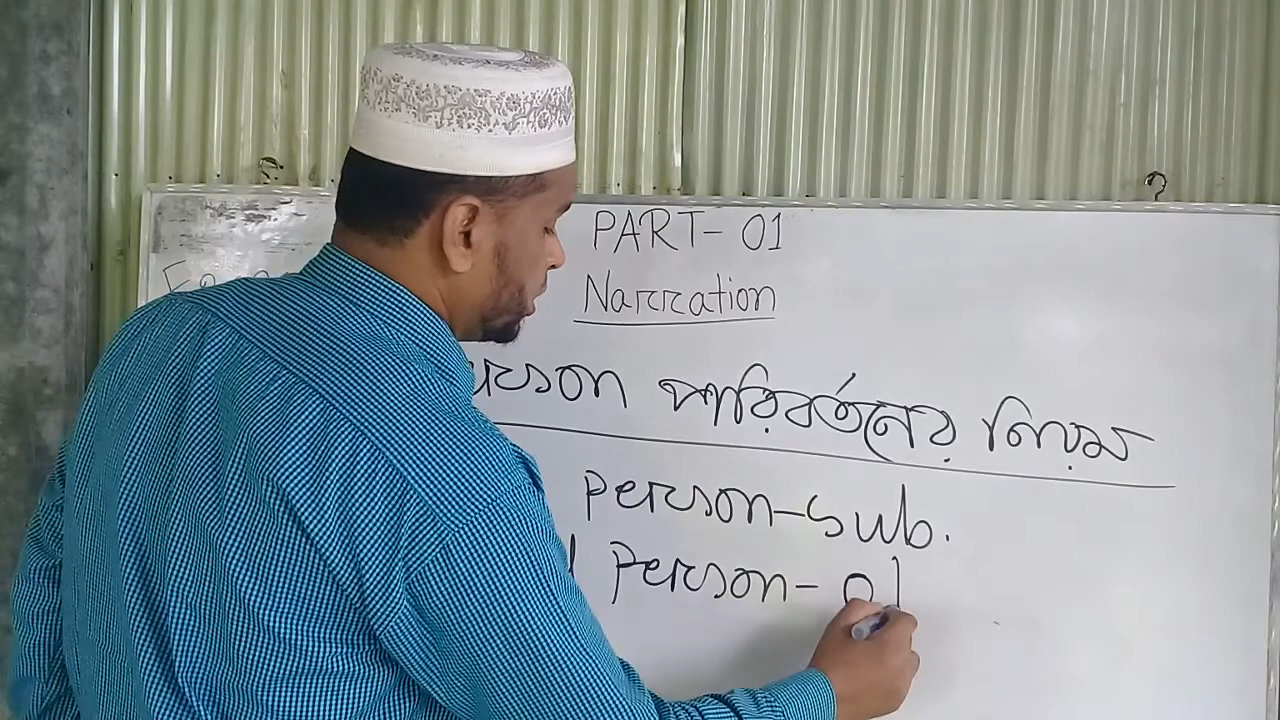 PART- 01
Narration
পরিবর্তনের নিয়ম
person-sub.
person-